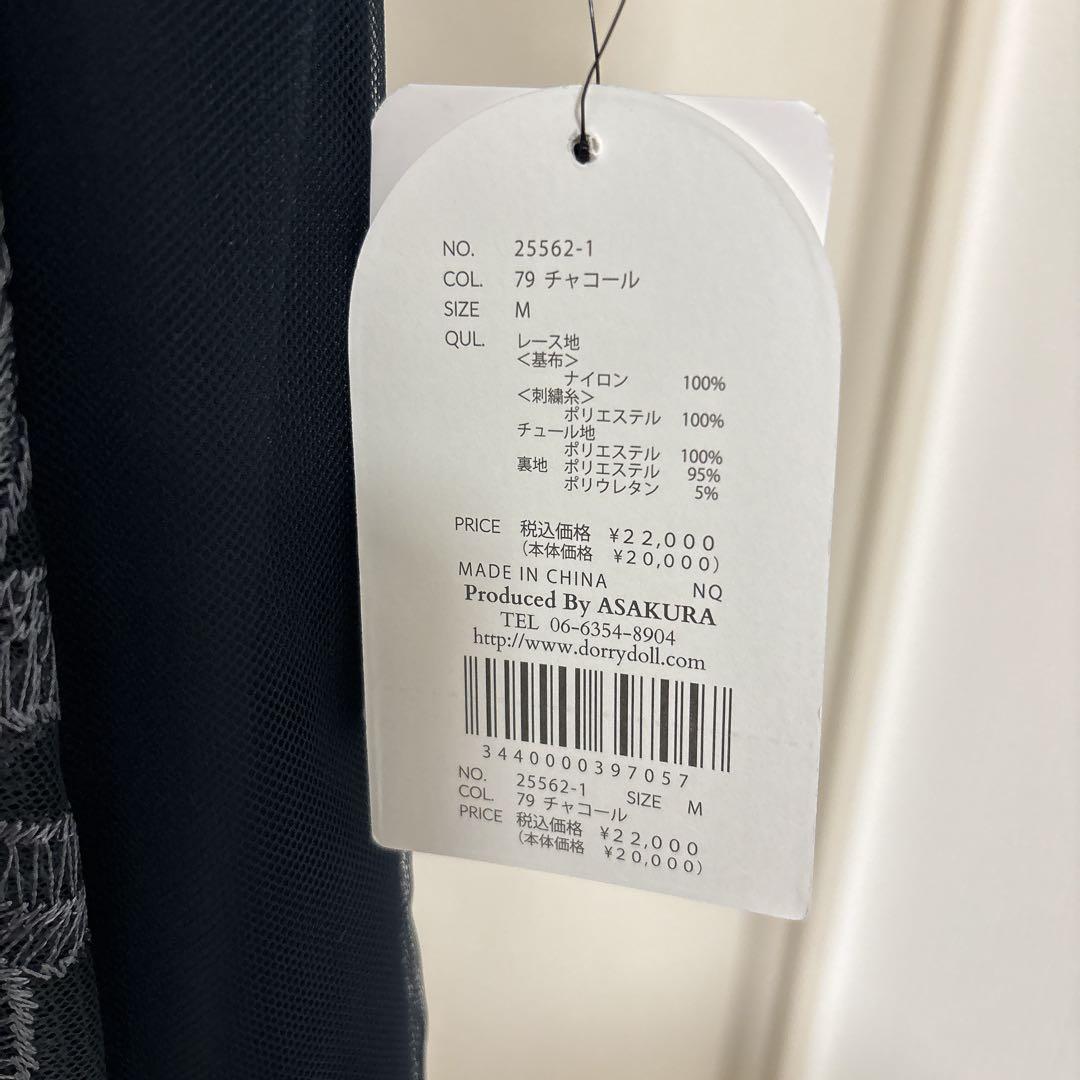 NO. 25562-1
COL. 79 チャコール
SIZE M
QUL. レース地
<基布>
ナイロン 100%
<刺繍糸>
ポリエステル 100%
チュール地
ポリエステル 100%
裏地 ポリエステル 95%
ポリウレタン 5%
PRICE 税込価格 ¥22,000
(本体価格 ¥20,000)
MADE IN CHINA NQ
Produced By ASAKURA
TEL 06-6354-8904
http://www.dorrydoll.com
3440000397057
NO. 25562-1 SIZE M
COL. 79 チャコール
PRICE 税込価格 ¥22,000
(本体価格 ¥20,000)